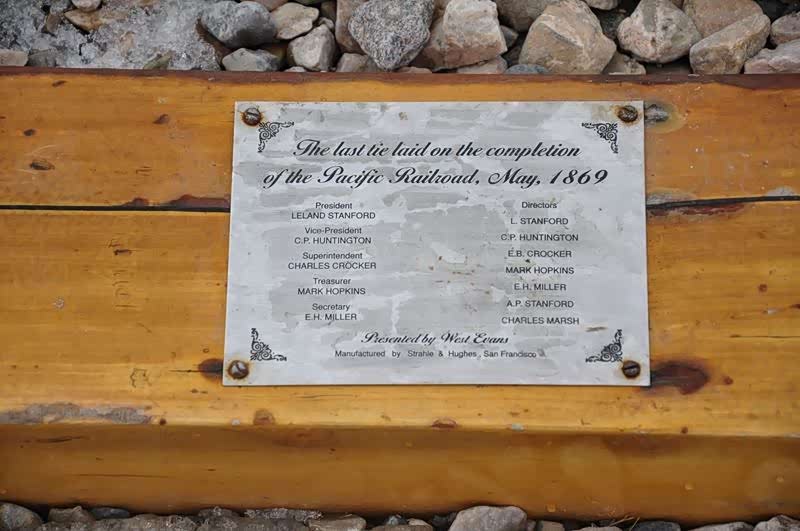 The last tie laid on the completion
of the Pacific Railroad, May, 1869
President
LELAND STANFORD
Vice-President
C.P. HUNTINGTON
Superintendent
CHARLES CROCKER
Treasurer
MARK HOPKINS
Secretary
E.H. MILLER
Directors
L. STANFORD
C.P. HUNTINGTON
E.B. CROCKER
MARK HOPKINS
E.H. MILLER
A.P. STANFORD
CHARLES MARSH
Presented by West Evans
Manufactured by Strahle & Hughes, San Francisco